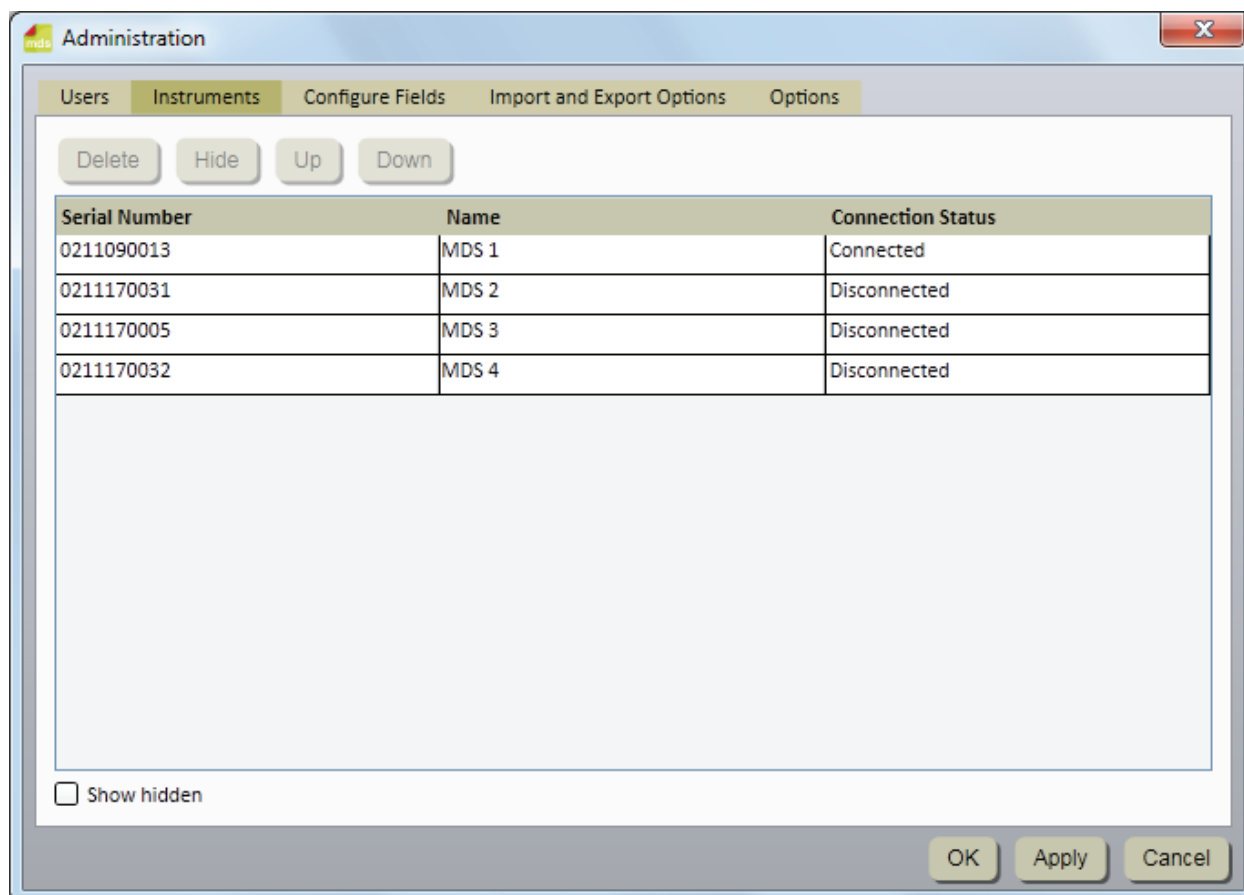 mds Administration X
Users Instruments Configure Fields Import and Export Options Options
Delete Hide Up Down
Serial Number Name Connection Status
0211090013 MDS 1 Connected
0211170031 MDS 2 Disconnected
0211170005 MDS 3 Disconnected
0211170032 MDS 4 Disconnected
Show hidden
OK Apply Cancel